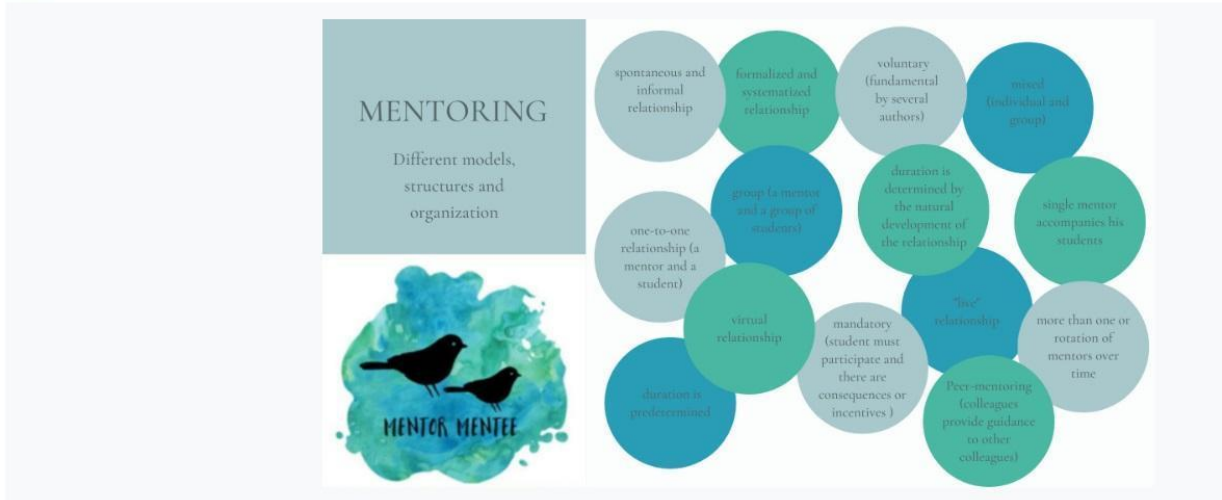 MENTORING
Different models,
structures and
organization
MENTOR MENTEE
spontaneous and
informal
relationship
formalized and
systematized
relationship
voluntary
(fundamental
by several
authors)
mixed
(individual and
group)
group (a mentor
and a group of
students)
duration is
determined by
the natural
development of
the relationship
single mentor
accompanies his
students
one-to-one
relationship (a
mentor and a
student)
virtual
relationship
"live"
relationship
mandatory
(student must
participate and
there are
consequences or
incentives )
more than one or
rotation of
mentors over
time
duration is
predetermined
Peer-mentoring
(colleagues
provide guidance
to other
colleagues)